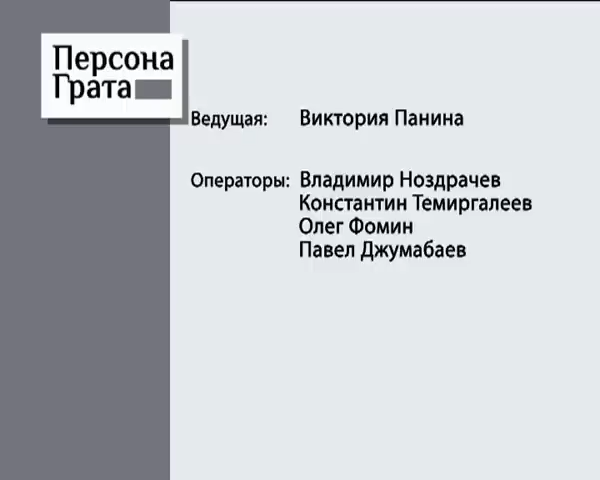 Персона
Грата
Ведущая: Виктория Панина
Операторы: Владимир Ноздрачев
Константин Темиргалеев
Олег Фомин
Павел Джумабаев